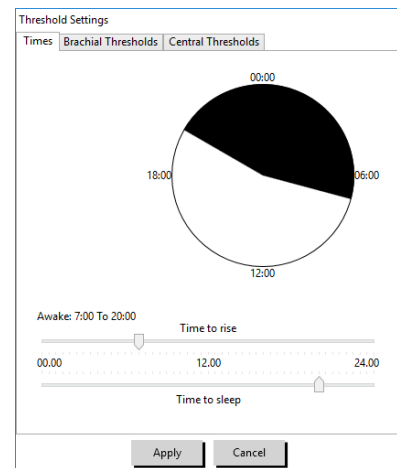 Threshold Settings
Times Brachial Thresholds Central Thresholds
00:00
18:00 06:00
12:00
Awake: 7:00 To 20:00
Time to rise
00.00 12.00 24.00
Time to sleep
Apply Cancel